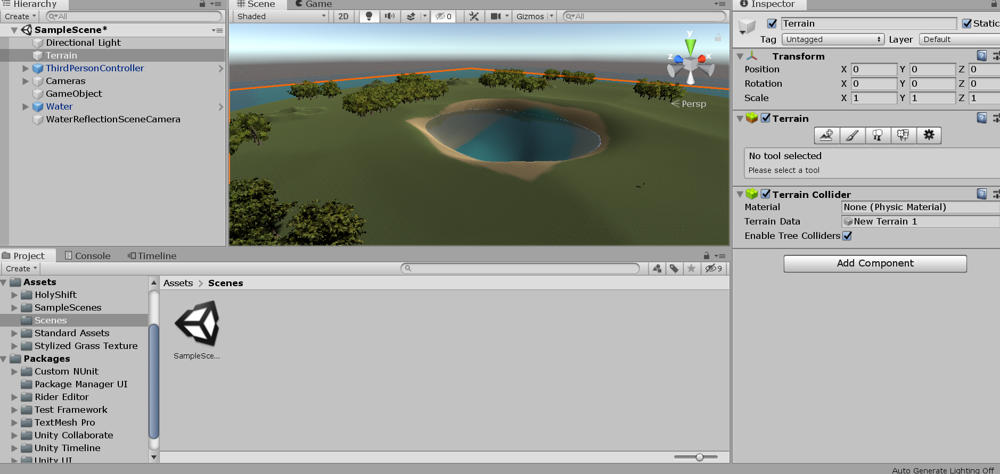 Hierarchy
Create
All
SampleScene*
Directional Light
Terrain
ThirdPersonController
Cameras
GameObject
Water
WaterReflectionSceneCamera
Scene
Game
Shaded
2D
0
Gizmos
All
y
z
x
Persp
Inspector
Terrain
Static
Tag
Untagged
Layer
Default
Transform
Position X 0 Y 0 Z 0
Rotation X 0 Y 0 Z 0
Scale X 1 Y 1 Z 1
Terrain
No tool selected
Please select a tool
Terrain Collider
Material None (Physic Material)
Terrain Data New Terrain 1
Enable Tree Colliders
Add Component
Project
Console
Timeline
Create
9
Assets
HolyShift
SampleScenes
Scenes
Standard Assets
Stylized Grass Texture
Packages
Custom NUnit
Package Manager UI
Rider Editor
Test Framework
TextMesh Pro
Unity Collaborate
Unity Timeline
Unity UI
Assets > Scenes
SampleSce...
Auto Generate Lighting Off